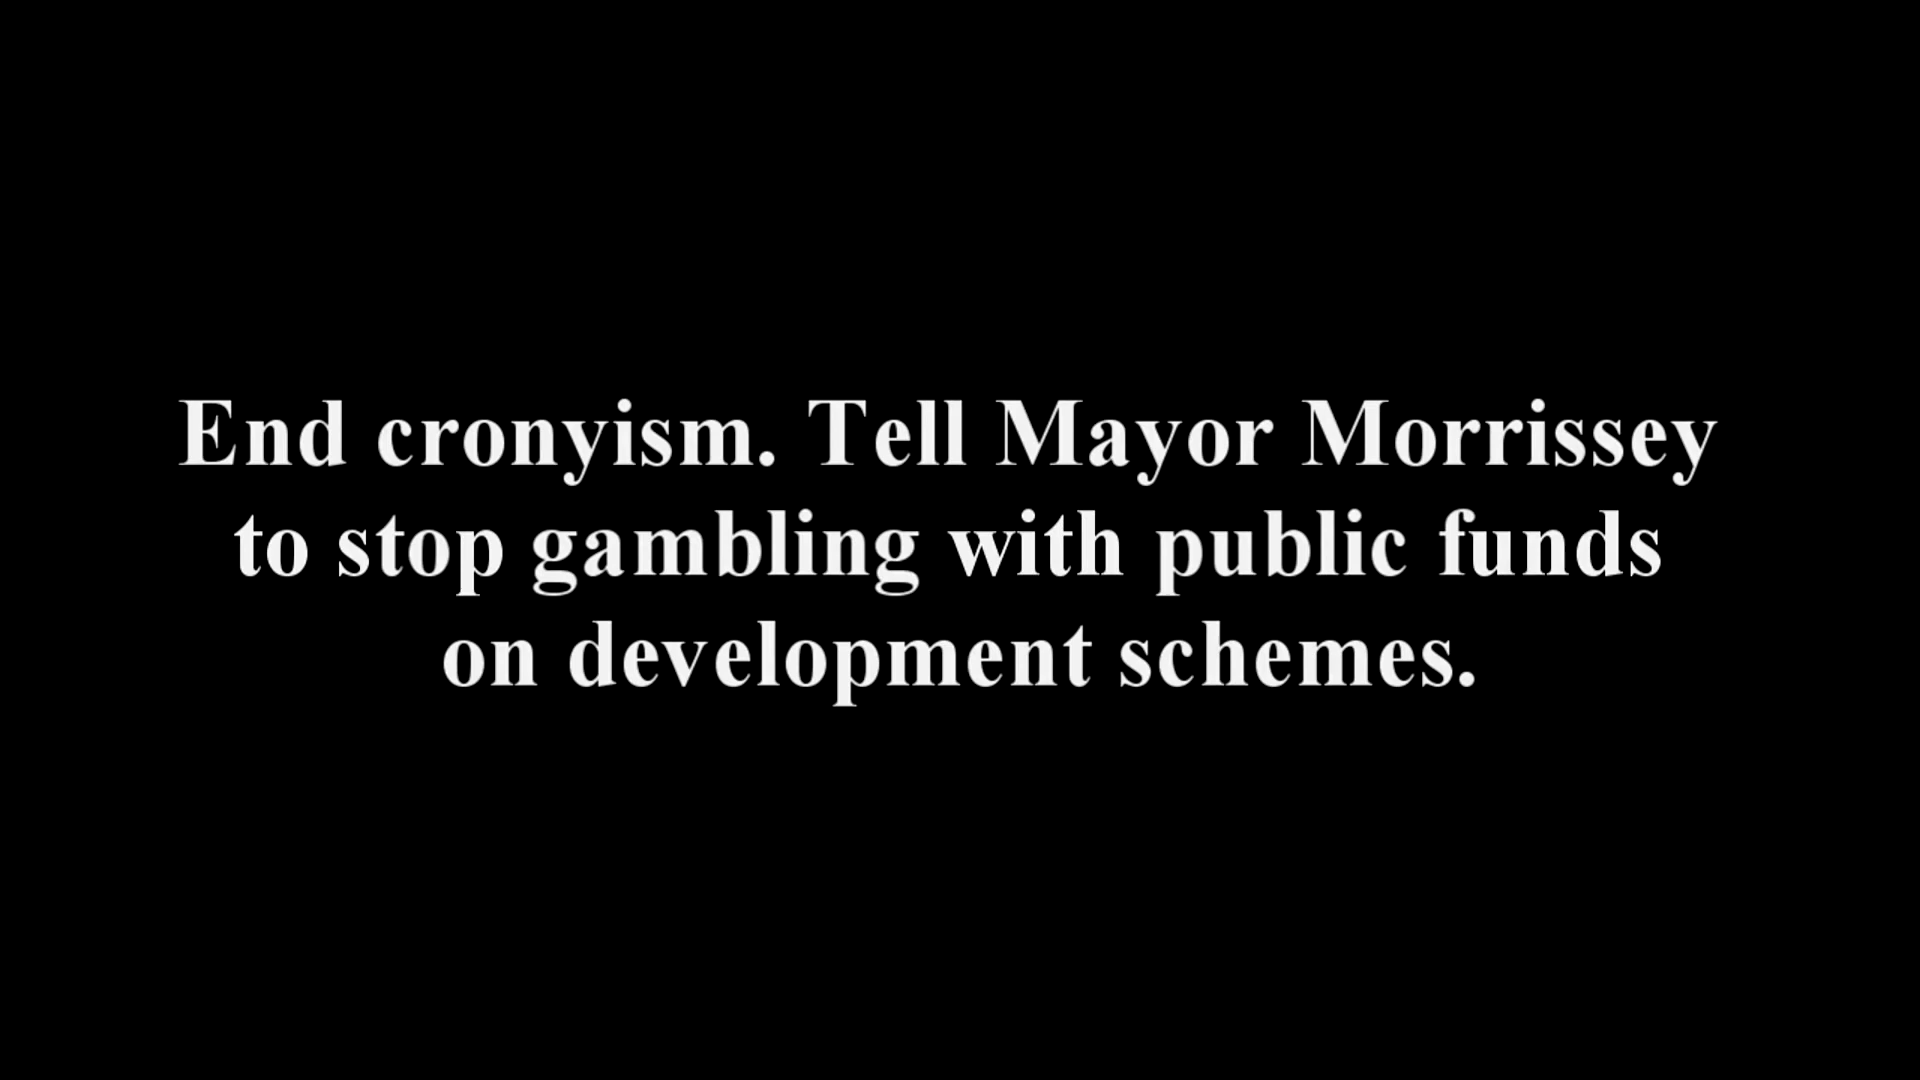 End cronyism. Tell Mayor Morrissey
to stop gambling with public funds
on development schemes.